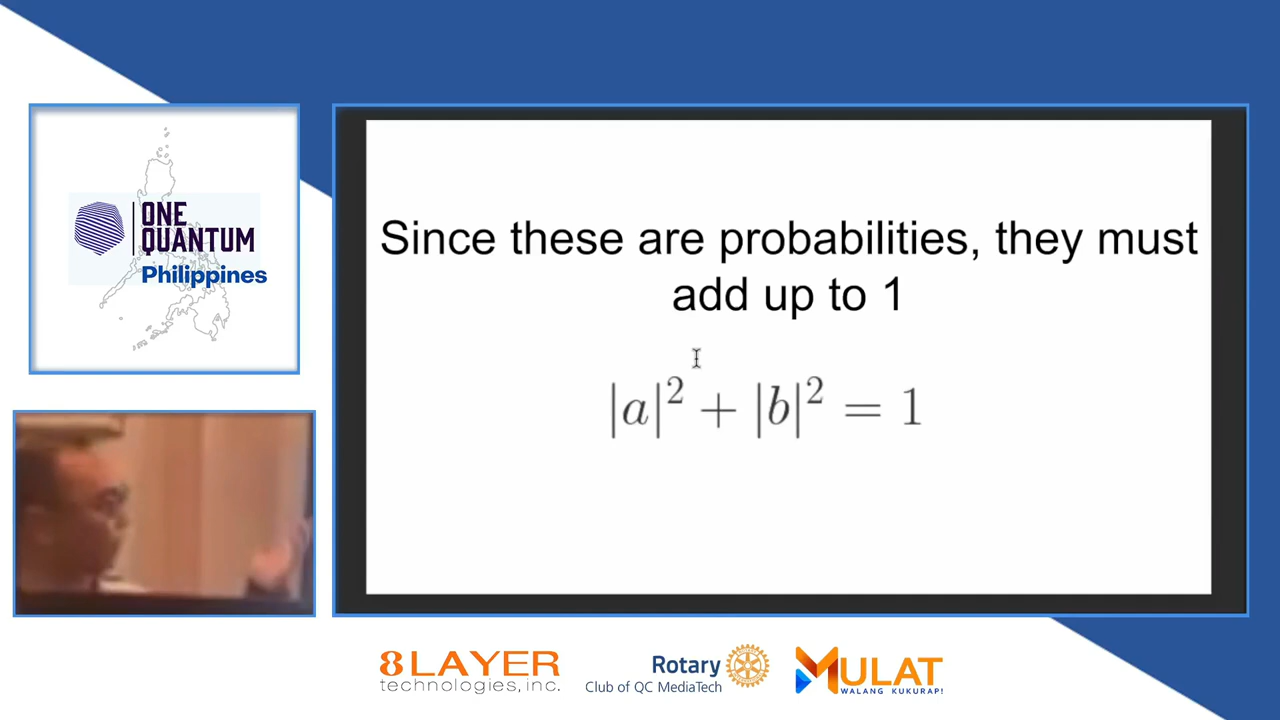 ONE
QUANTUM
Philippines
Since these are probabilities, they must
add up to 1
|a|² + |b|² = 1
8LAYER
technologies, inc.
Rotary
Club of QC MediaTech
MULAT
WALANG KUKURAP!